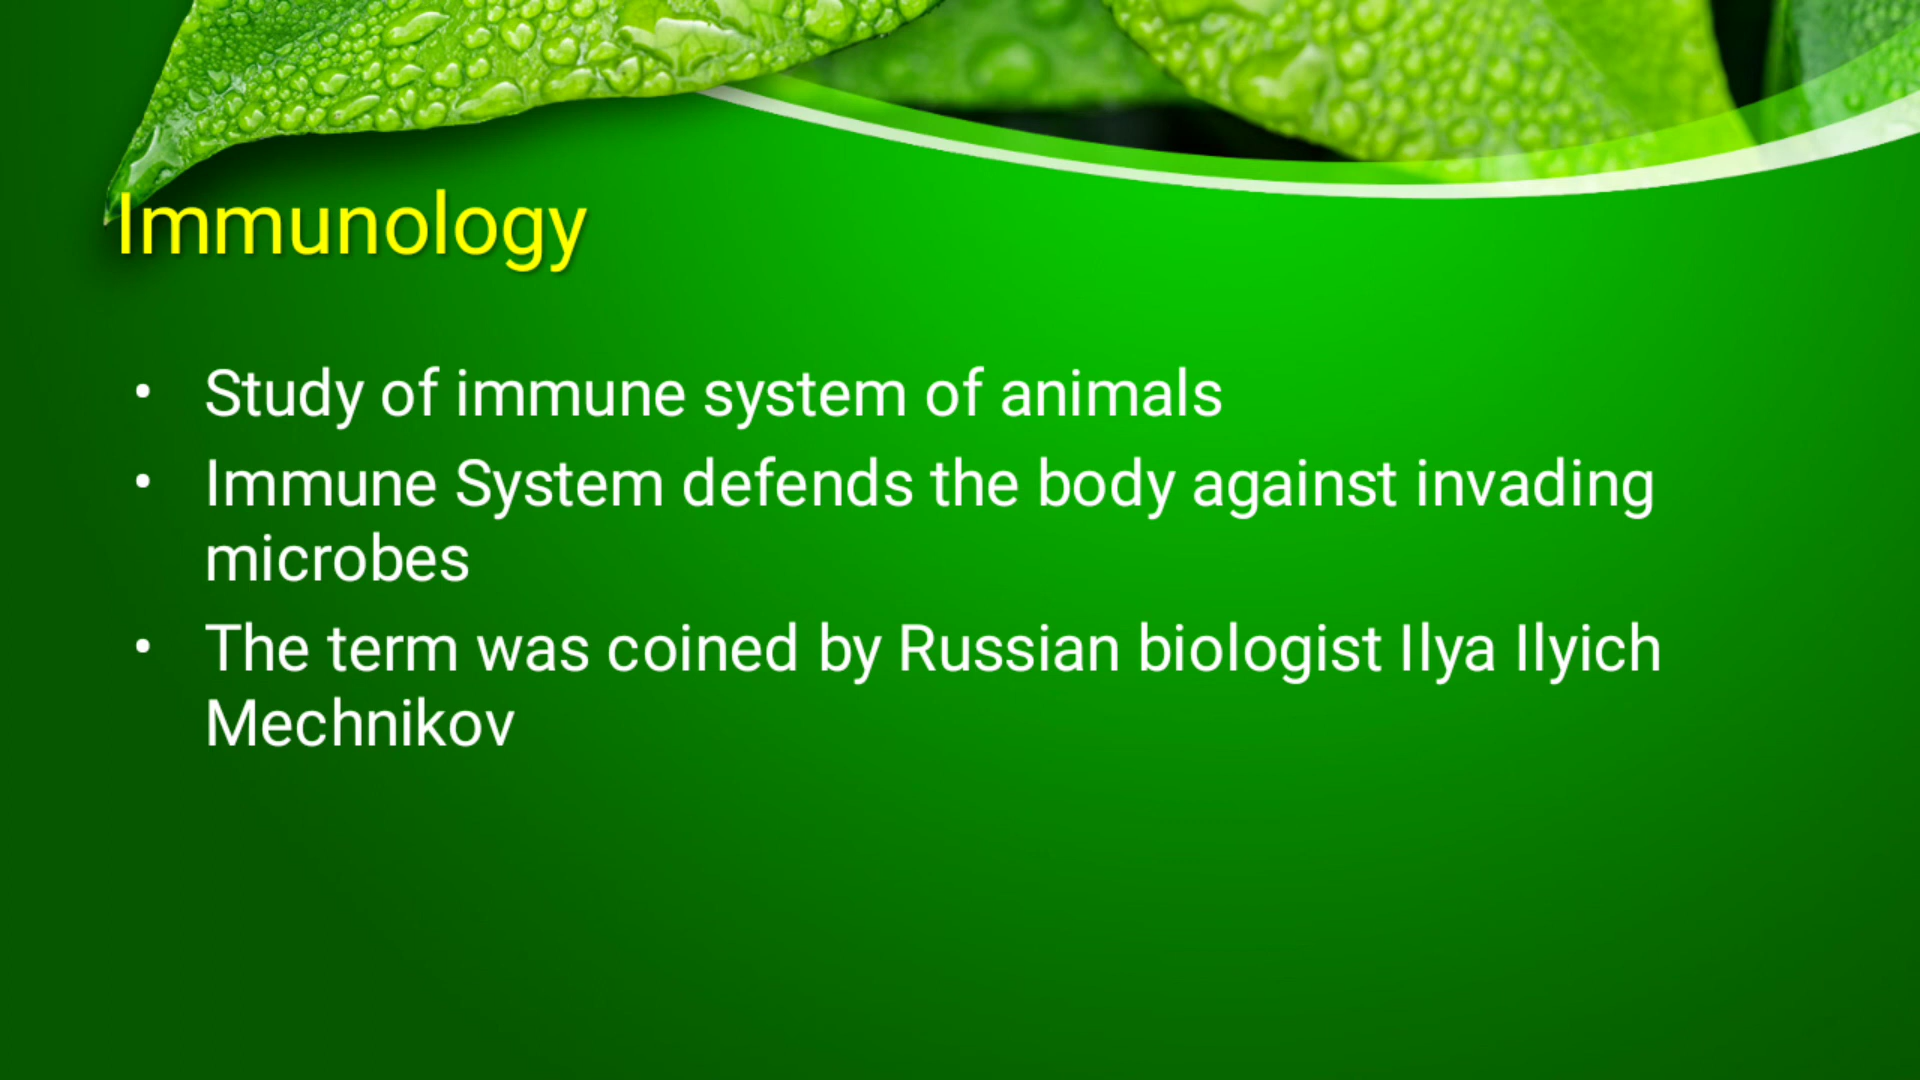 Immunology
• Study of immune system of animals
• Immune System defends the body against invading
microbes
• The term was coined by Russian biologist Ilya Ilyich
Mechnikov